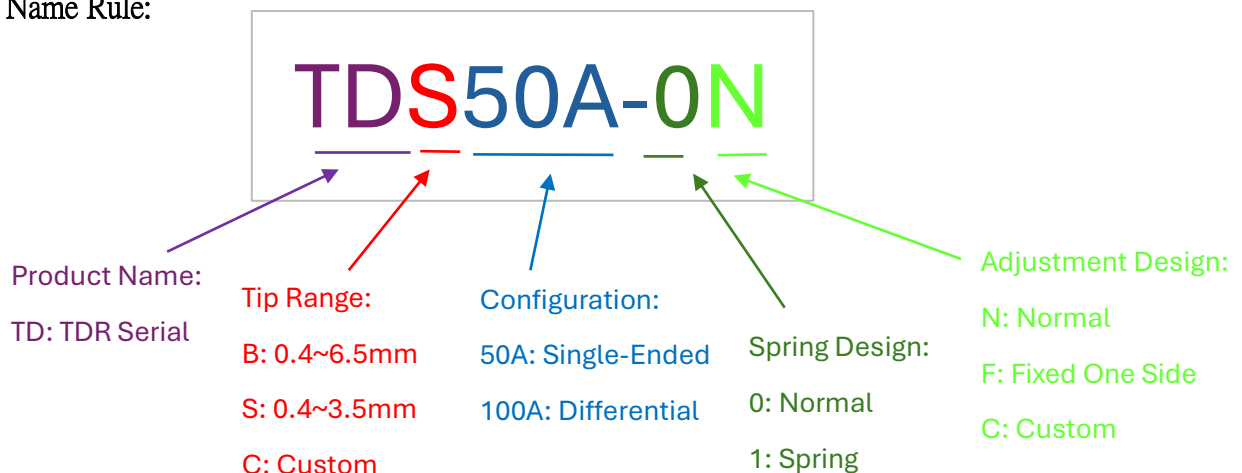 Name Rule:
TDS50A-0N
Product Name:
TD: TDR Serial
Tip Range:
B: 0.4~6.5mm
S: 0.4~3.5mm
C: Custom
Configuration:
50A: Single-Ended
100A: Differential
Spring Design:
0: Normal
1: Spring
Adjustment Design:
N: Normal
F: Fixed One Side
C: Custom